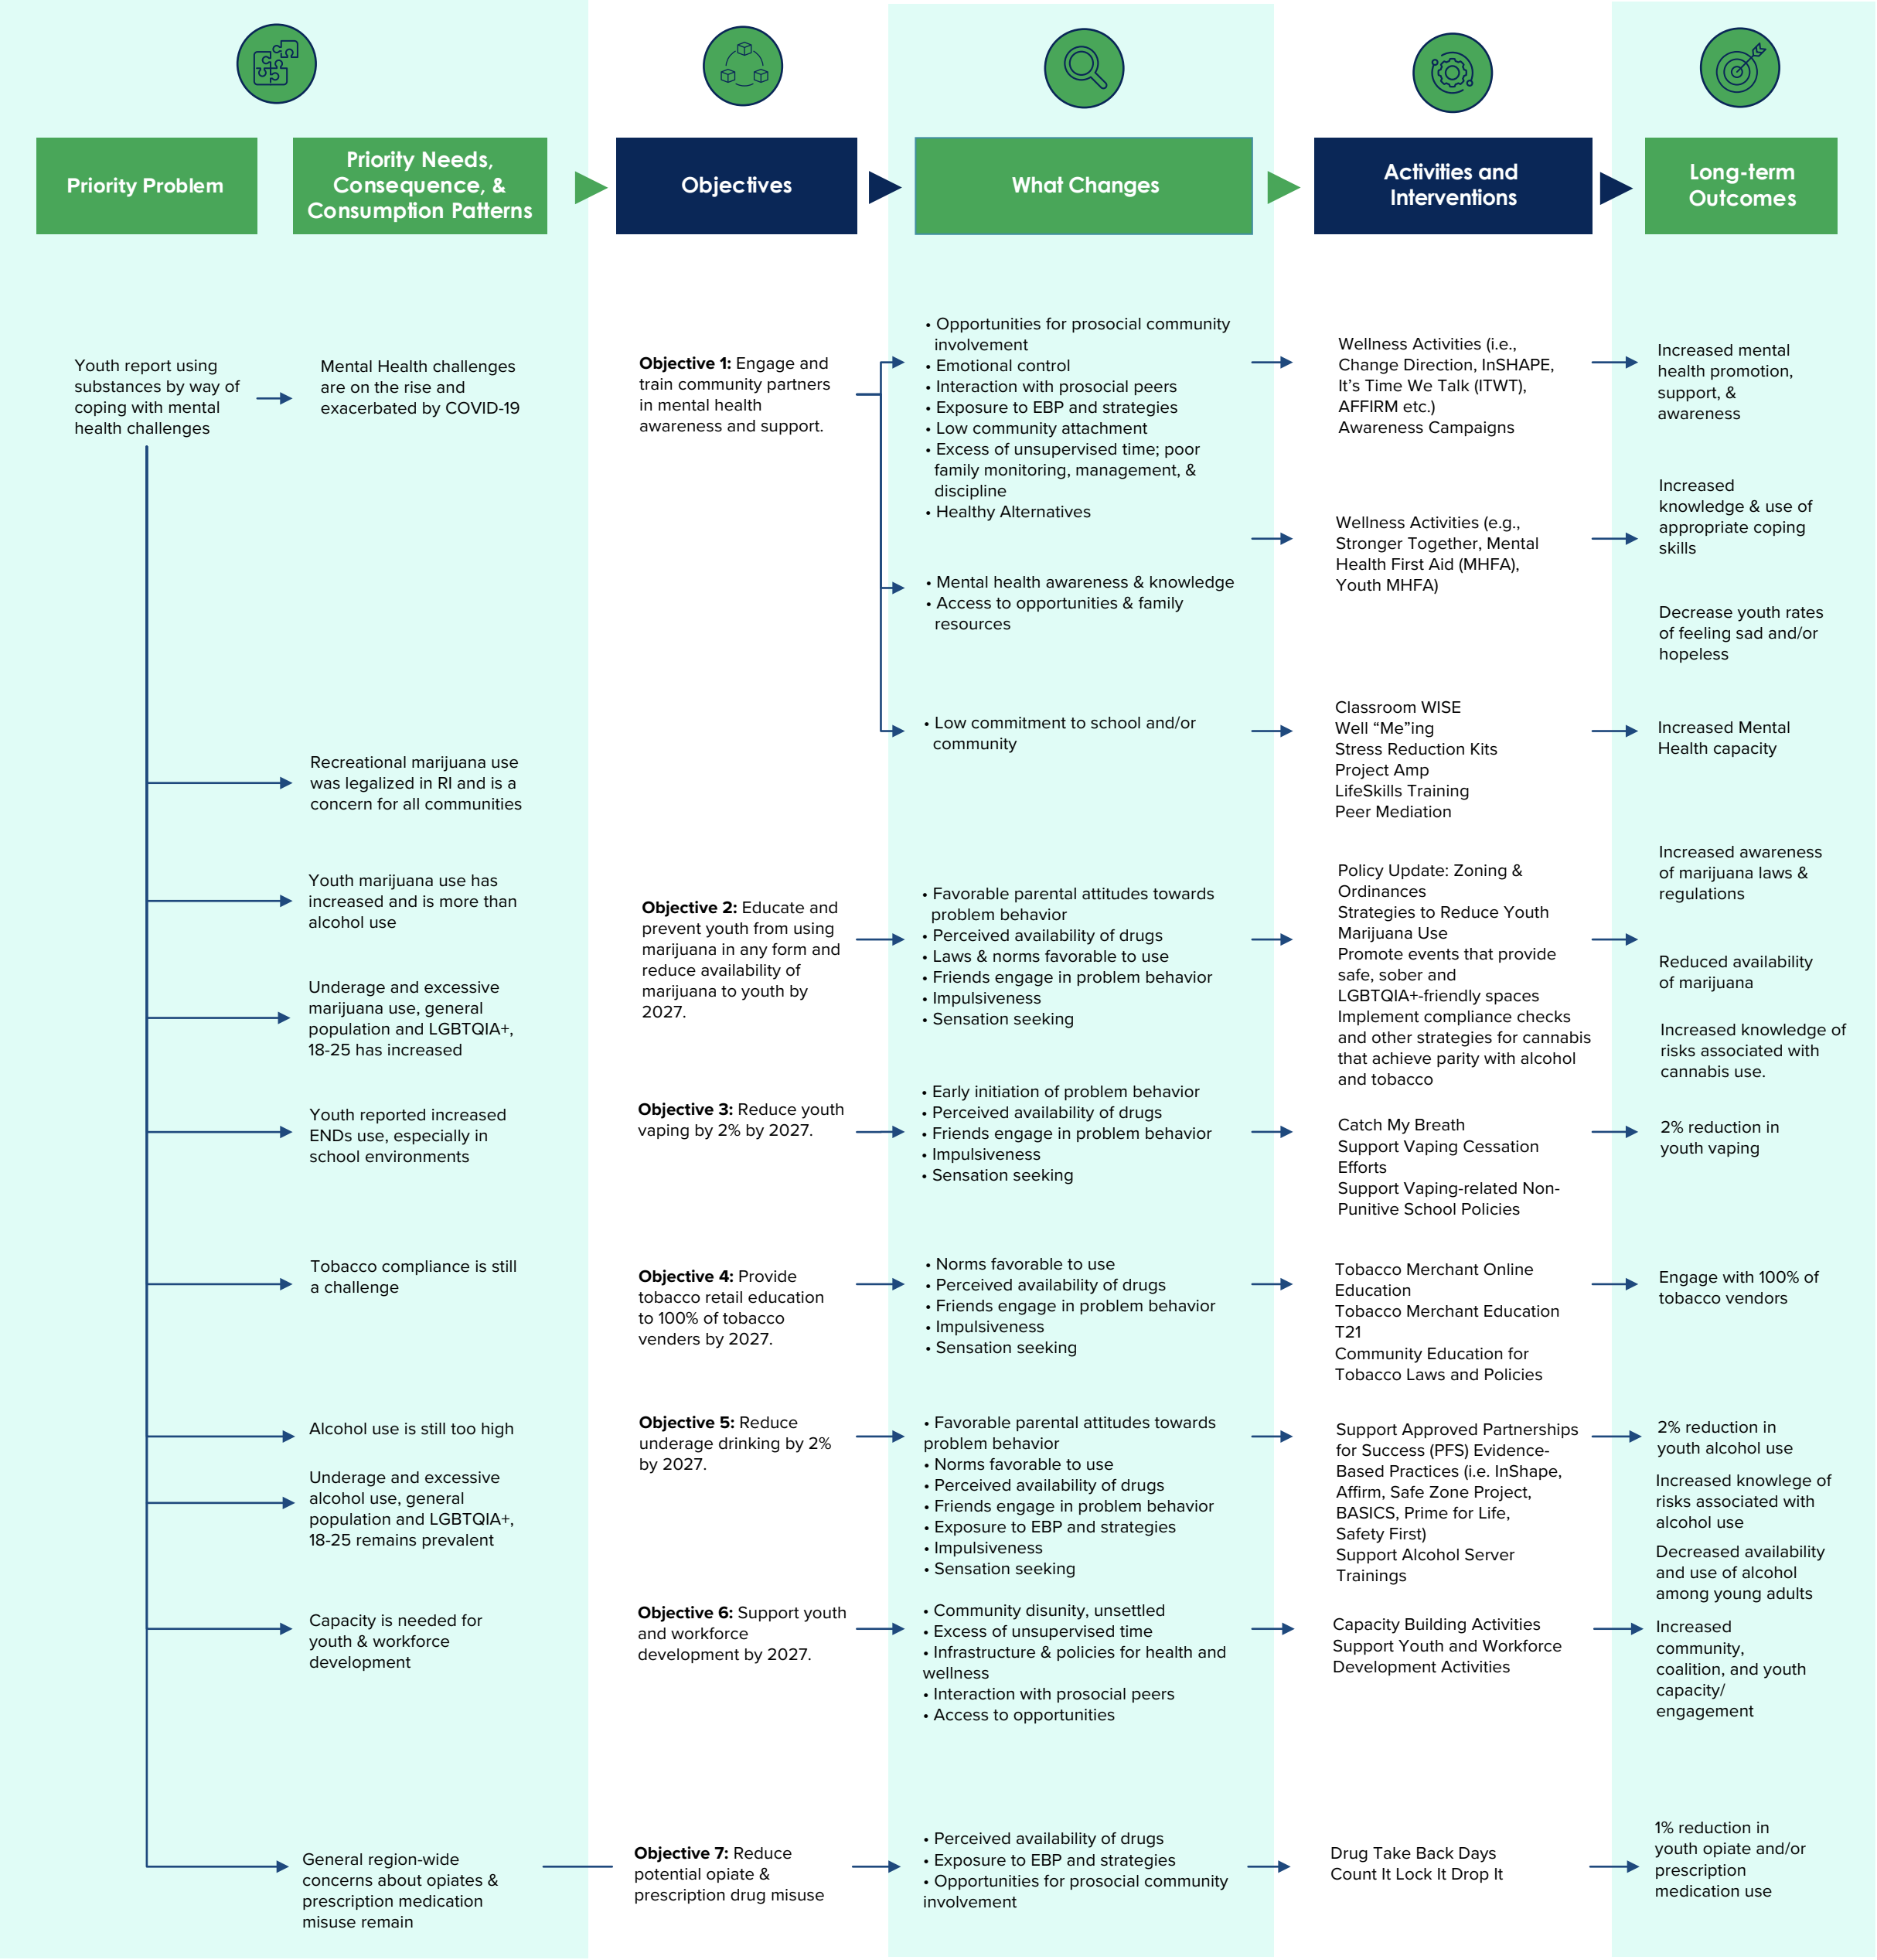 Priority Problem
Priority Needs,
Consequence, &
Consumption Patterns
Objectives
What Changes
Activities and
Interventions
Long-term
Outcomes
Youth report using
substances by way of
coping with mental
health challenges
Mental Health challenges
are on the rise and
exacerbated by COVID-19
Objective 1: Engage and
train community partners
in mental health
awareness and support.
• Opportunities for prosocial community
involvement
• Emotional control
• Interaction with prosocial peers
• Exposure to EBP and strategies
• Low community attachment
• Excess of unsupervised time; poor
family monitoring, management, &
discipline
• Healthy Alternatives
Wellness Activities (i.e.,
Change Direction, InSHAPE,
It's Time We Talk (ITWT),
AFFIRM etc.)
Awareness Campaigns
Increased mental
health promotion,
support, &
awareness
• Mental health awareness & knowledge
• Access to opportunities & family
resources
Wellness Activities (e.g.,
Stronger Together, Mental
Health First Aid (MHFA),
Youth MHFA)
Increased
knowledge & use of
appropriate coping
skills
Decrease youth rates
of feeling sad and/or
hopeless
• Low commitment to school and/or
community
Classroom WISE
Well “Me”ing
Stress Reduction Kits
Project Amp
LifeSkills Training
Peer Mediation
Increased Mental
Health capacity
Recreational marijuana use
was legalized in RI and is a
concern for all communities
Youth marijuana use has
increased and is more than
alcohol use
Underage and excessive
marijuana use, general
population and LGBTQIA+,
18-25 has increased
Objective 2: Educate and
prevent youth from using
marijuana in any form and
reduce availability of
marijuana to youth by
2027.
• Favorable parental attitudes towards
problem behavior
• Perceived availability of drugs
• Laws & norms favorable to use
• Friends engage in problem behavior
• Impulsiveness
• Sensation seeking
Policy Update: Zoning &
Ordinances
Strategies to Reduce Youth
Marijuana Use
Promote events that provide
safe, sober and
LGBTQIA+-friendly spaces
Implement compliance checks
and other strategies for cannabis
that achieve parity with alcohol
and tobacco
Increased awareness
of marijuana laws &
regulations
Reduced availability
of marijuana
Increased knowledge of
risks associated with
cannabis use.
Youth reported increased
ENDs use, especially in
school environments
Objective 3: Reduce youth
vaping by 2% by 2027.
• Early initiation of problem behavior
• Perceived availability of drugs
• Friends engage in problem behavior
• Impulsiveness
• Sensation seeking
Catch My Breath
Support Vaping Cessation
Efforts
Support Vaping-related Non-
Punitive School Policies
2% reduction in
youth vaping
Tobacco compliance is still
a challenge
Objective 4: Provide
tobacco retail education
to 100% of tobacco
venders by 2027.
• Norms favorable to use
• Perceived availability of drugs
• Friends engage in problem behavior
• Impulsiveness
• Sensation seeking
Tobacco Merchant Online
Education
Tobacco Merchant Education
T21
Community Education for
Tobacco Laws and Policies
Engage with 100% of
tobacco vendors
Alcohol use is still too high
Underage and excessive
alcohol use, general
population and LGBTQIA+,
18-25 remains prevalent
Objective 5: Reduce
underage drinking by 2%
by 2027.
• Favorable parental attitudes towards
problem behavior
• Norms favorable to use
• Perceived availability of drugs
• Friends engage in problem behavior
• Exposure to EBP and strategies
• Impulsiveness
• Sensation seeking
Support Approved Partnerships
for Success (PFS) Evidence-
Based Practices (i.e. InShape,
Affirm, Safe Zone Project,
BASICS, Prime for Life,
Safety First)
Support Alcohol Server
Trainings
2% reduction in
youth alcohol use
Increased knowlege of
risks associated with
alcohol use
Decreased availability
and use of alcohol
among young adults
Capacity is needed for
youth & workforce
development
Objective 6: Support youth
and workforce
development by 2027.
• Community disunity, unsettled
• Excess of unsupervised time
• Infrastructure & policies for health and
wellness
• Interaction with prosocial peers
• Access to opportunities
Capacity Building Activities
Support Youth and Workforce
Development Activities
Increased
community,
coalition, and youth
capacity/
engagement
General region-wide
concerns about opiates &
prescription medication
misuse remain
Objective 7: Reduce
potential opiate &
prescription drug misuse
• Perceived availability of drugs
• Exposure to EBP and strategies
• Opportunities for prosocial community
involvement
Drug Take Back Days
Count It Lock It Drop It
1% reduction in
youth opiate and/or
prescription
medication use